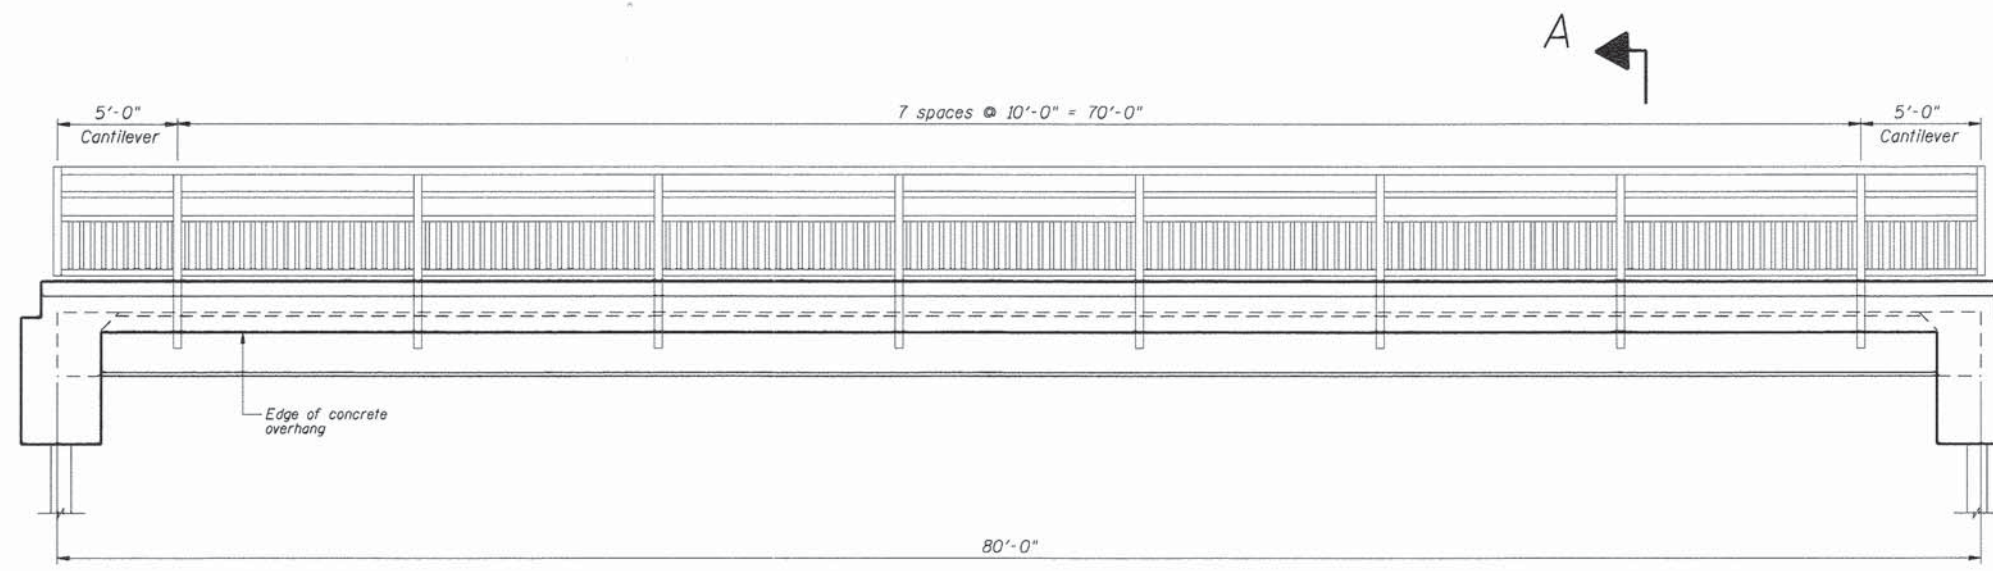 A
5'-0"
7 spaces @ 10'-0" = 70'-0"
5'-0"
Cantilever
Cantilever
Edge of concrete
overhang
80'-0"